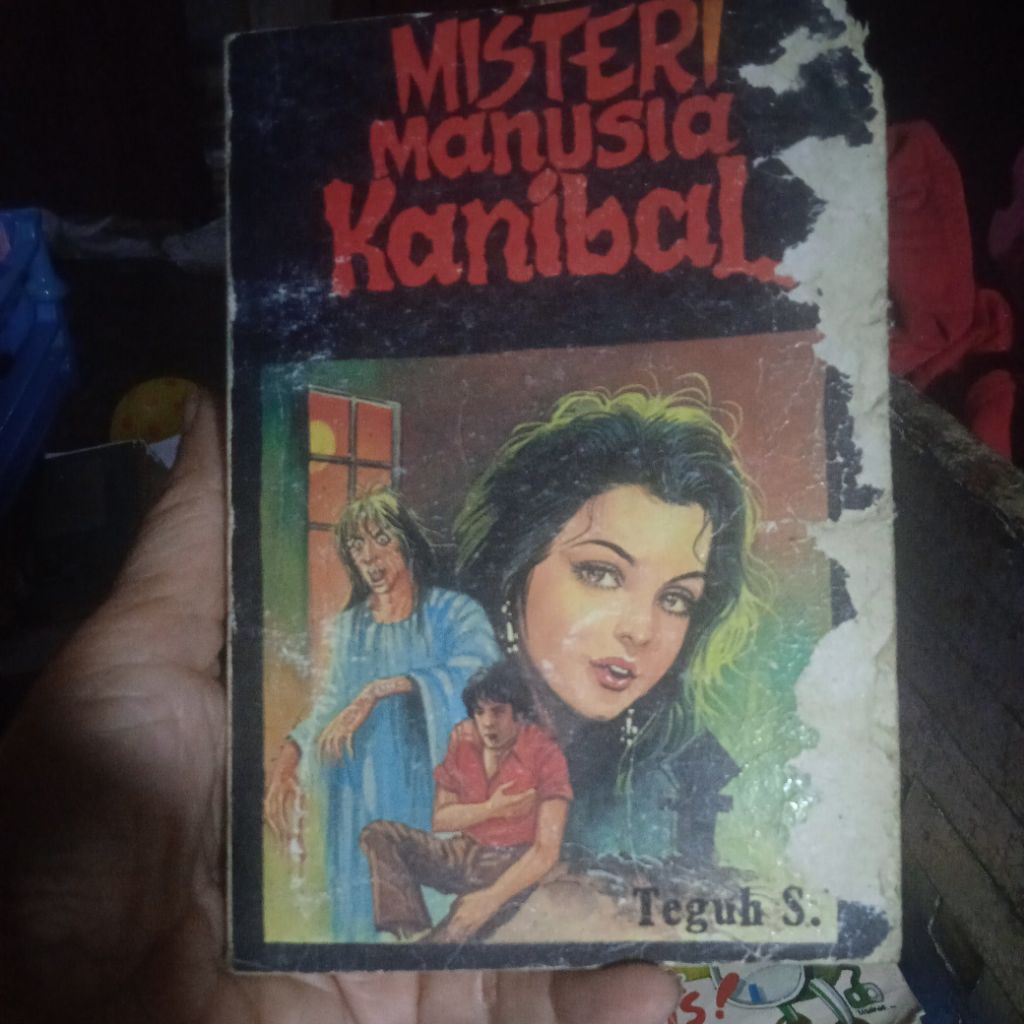 MISTERI
Manusia
Kanibal
Teguh S.
s!